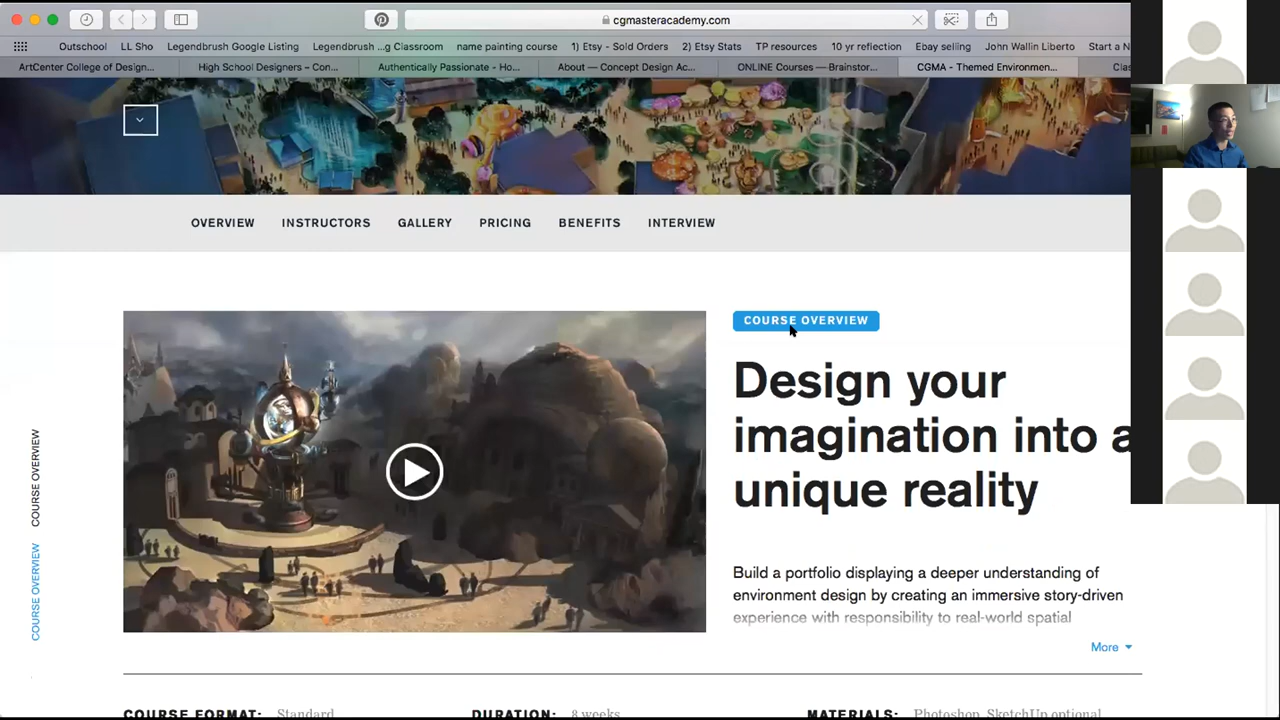 cgmasteracademy.com
Outschool LL Sho Legendbrush Google Listing Legendbrush ...g Classroom name painting course 1) Etsy - Sold Orders 2) Etsy Stats TP resources 10 yr reflection Ebay selling John Wallin Liberto Start a N
ArtCenter College of Design... High School Designers – Con... Authentically Passionate - Ho... About — Concept Design Ac... ONLINE Courses — Brainstor... CGMA - Themed Environmen... Clas
OVERVIEW INSTRUCTORS GALLERY PRICING BENEFITS INTERVIEW
COURSE OVERVIEW
Design your
imagination into a
unique reality
Build a portfolio displaying a deeper understanding of
environment design by creating an immersive story-driven
experience with responsibility to real-world spatial
More
COURSE OVERVIEW
COURSE OVERVIEW
COURSE FORMAT: Standard DURATION: 8 weeks MATERIALS: Photoshop, SketchUp optional